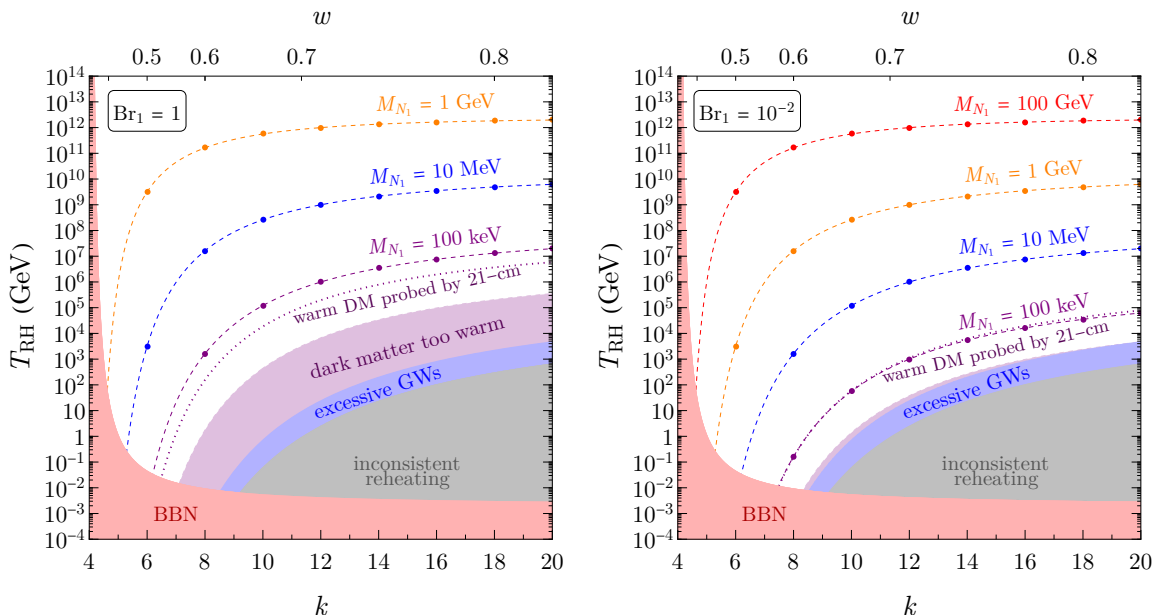 w
0.5 0.6 0.7 0.8
10^14
10^13
10^12
10^11
10^10
10^9
10^8
10^7
10^6
10^5
10^4
10^3
10^2
10
1
10^-1
10^-2
10^-3
10^-4
T_RH (GeV)
Br_1 = 1
M_N_1 = 1 GeV
M_N_1 = 10 MeV
M_N_1 = 100 keV
warm DM probed by 21-cm
dark matter too warm
excessive GWs
inconsistent
reheating
BBN
4 6 8 10 12 14 16 18 20
k
w
0.5 0.6 0.7 0.8
10^14
10^13
10^12
10^11
10^10
10^9
10^8
10^7
10^6
10^5
10^4
10^3
10^2
10
1
10^-1
10^-2
10^-3
10^-4
T_RH (GeV)
Br_1 = 10^-2
M_N_1 = 100 GeV
M_N_1 = 1 GeV
M_N_1 = 10 MeV
M_N_1 = 100 keV
warm DM probed by 21-cm
excessive GWs
inconsistent
reheating
BBN
4 6 8 10 12 14 16 18 20
k